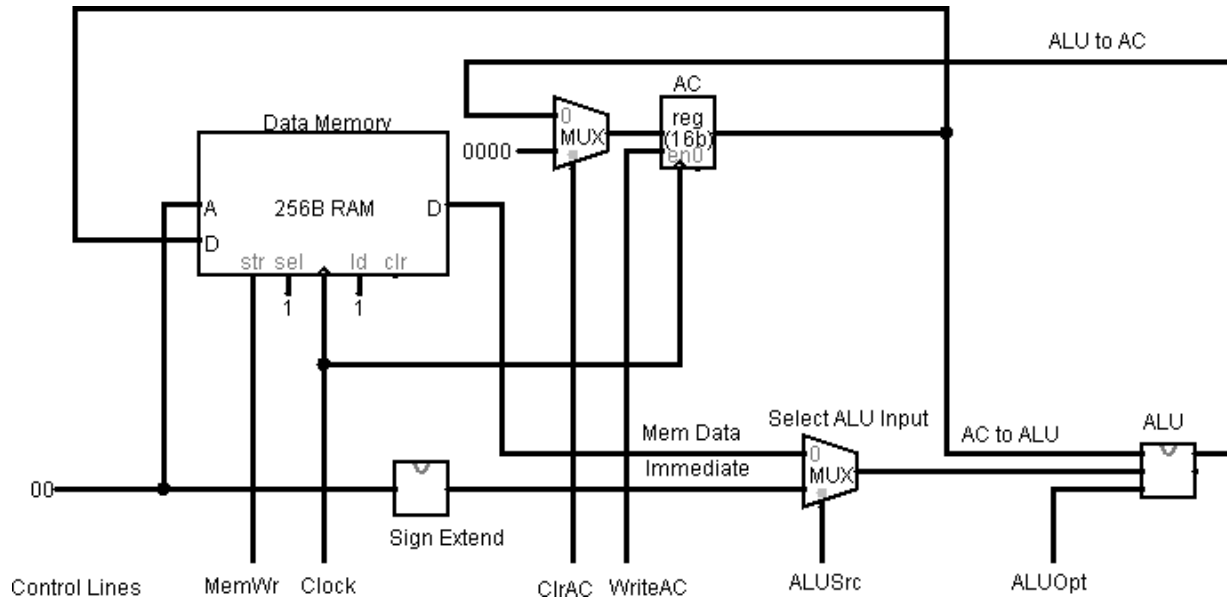 ALU to AC
AC
Data Memory
0
reg
MUX
(16b)
0000
en0
A
256B RAM
D
D
str sel ld clr
1
1
Select ALU Input
ALU
Mem Data
AC to ALU
0
Immediate
MUX
00
Sign Extend
Control Lines
MemWr
Clock
ClrAC
WriteAC
ALUSrc
ALUOpt